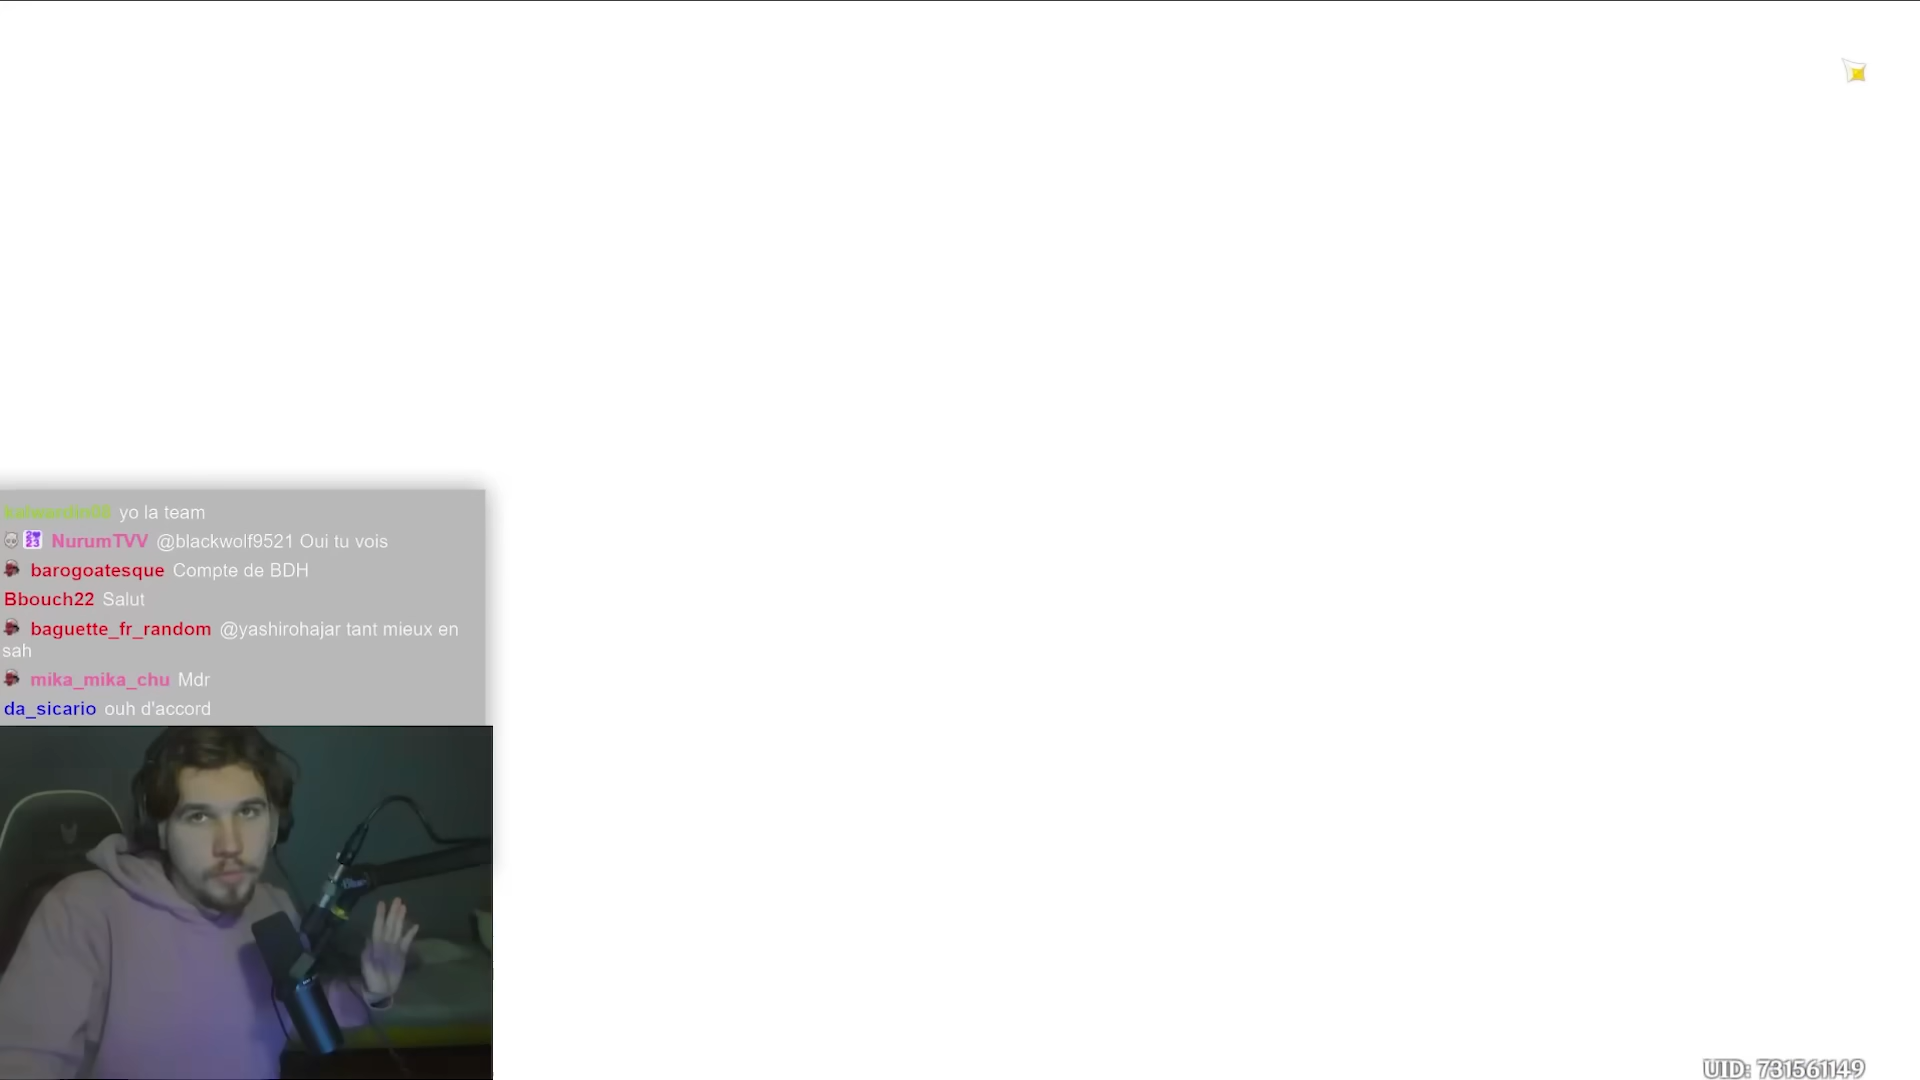 yo la team
NurumTVV @blackwolf9521 Oui tu vois
barogoatesque Compte de BDH
Bbouch22 Salut
baguette_fr_random @yashirohajar tant mieux en
sah
mika_mika_chu Mdr
da_sicario ouh d'accord
UID: 731561149